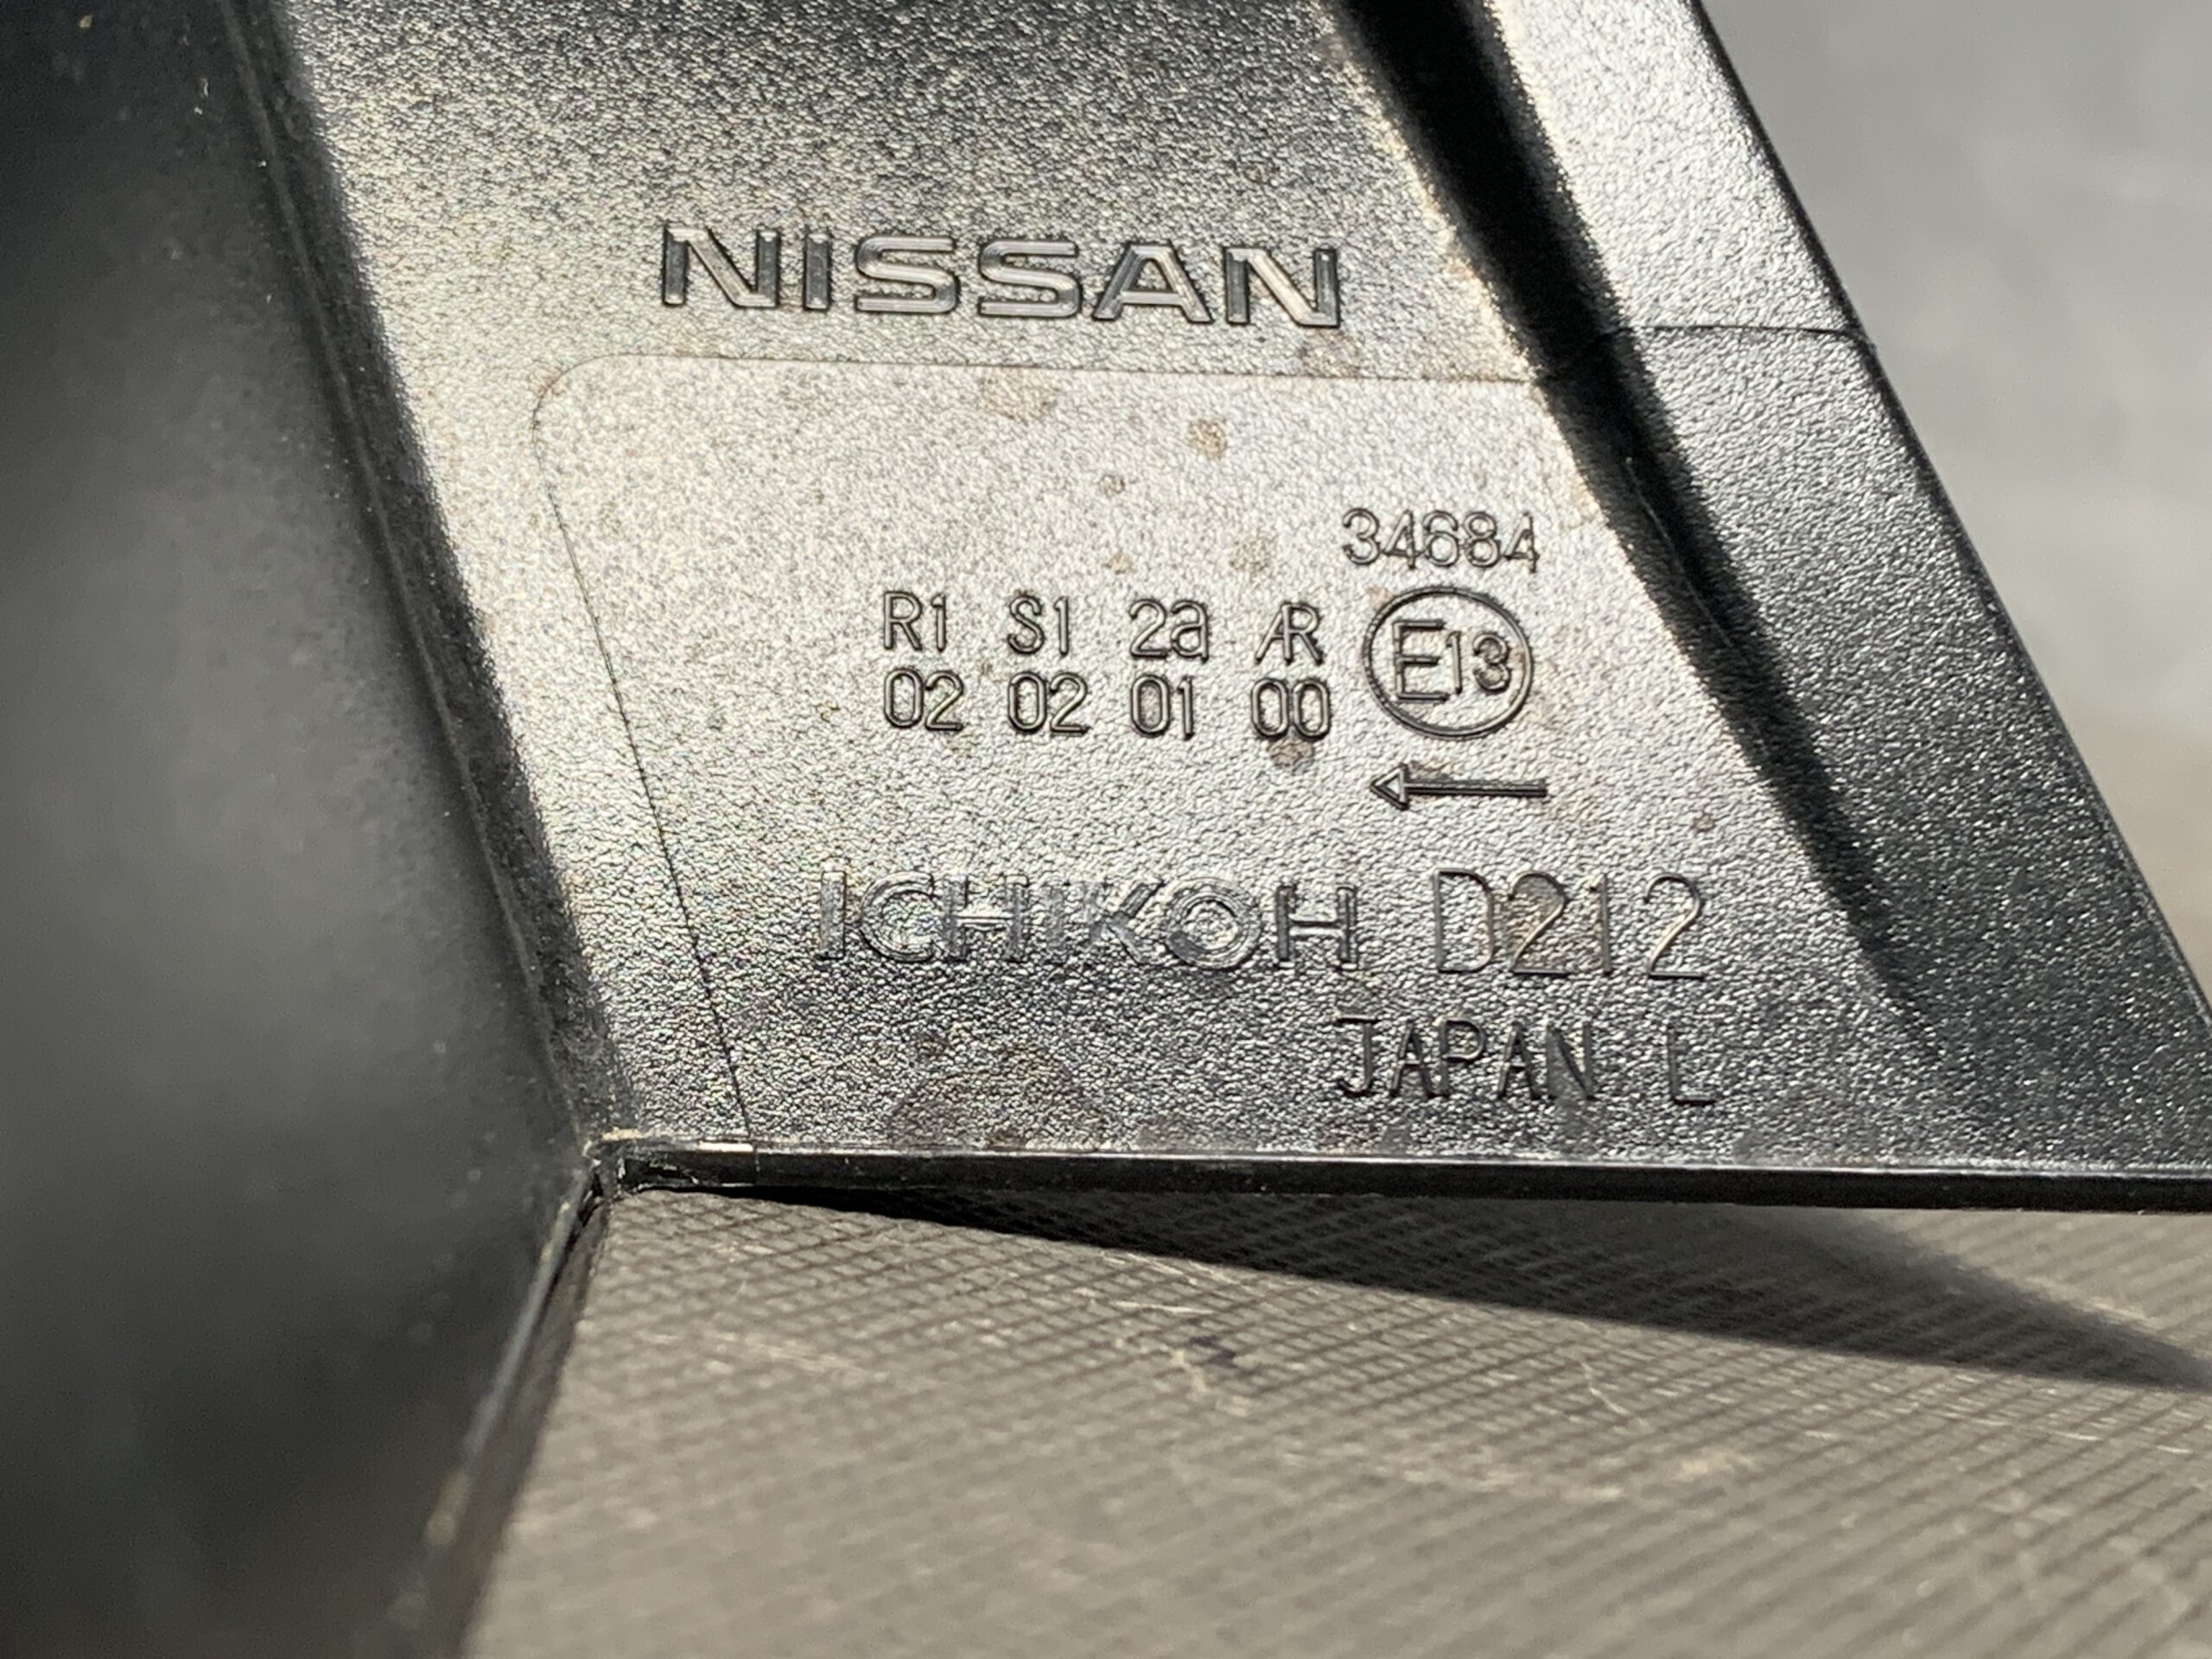 NISSAN
34684
R1 S1 2a AR E13
02 02 01 00
ICHIKOH D212
JAPAN L